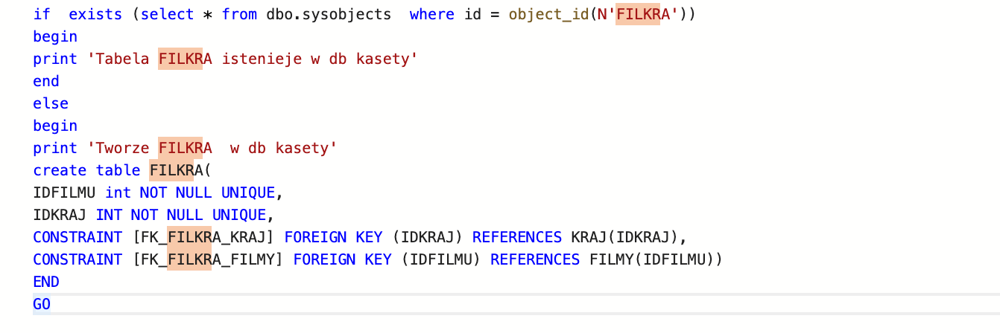 if  exists (select * from dbo.sysobjects  where id = object_id(N'FILKRA'))
begin
print 'Tabela FILKRA istenieje w db kasety'
end
else
begin
print 'Tworze FILKRA  w db kasety'
create table FILKRA(
IDFILMU int NOT NULL UNIQUE,
IDKRAJ INT NOT NULL UNIQUE,
CONSTRAINT [FK_FILKRA_KRAJ] FOREIGN KEY (IDKRAJ) REFERENCES KRAJ(IDKRAJ),
CONSTRAINT [FK_FILKRA_FILMY] FOREIGN KEY (IDFILMU) REFERENCES FILMY(IDFILMU))
END
GO